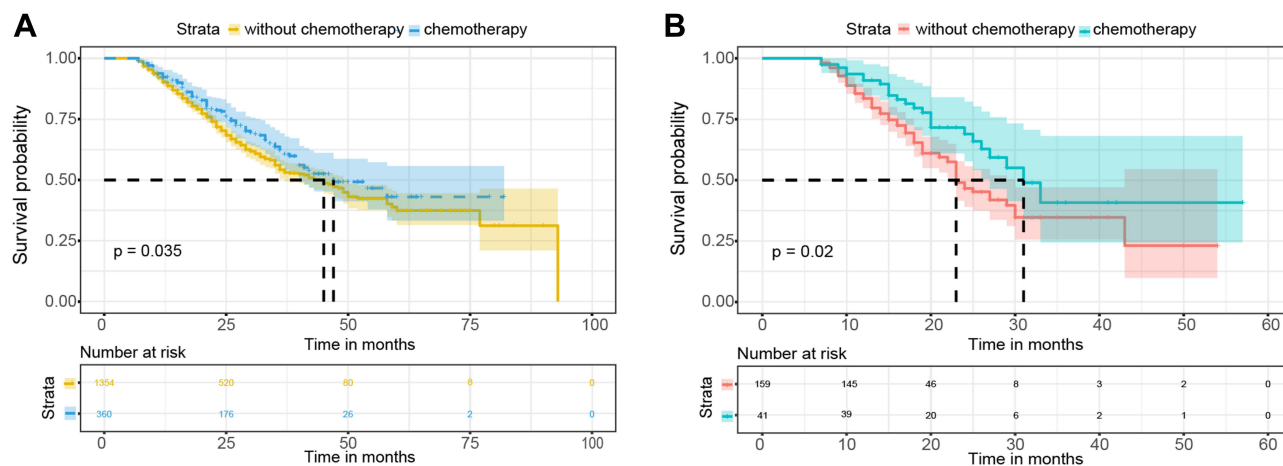 A
Strata without chemotherapy chemotherapy
1.00
0.75
0.50
0.25
0.00
Survival probability
p = 0.035
0 25 50 75 100
Time in months
Number at risk
Strata
1354 520 80 8 0
360 176 26 2 0
0 25 50 75 100
Time in months
B
Strata without chemotherapy chemotherapy
1.00
0.75
0.50
0.25
0.00
Survival probability
p = 0.02
0 10 20 30 40 50 60
Time in months
Number at risk
Strata
159 145 46 8 3 2 0
41 39 20 6 2 1 0
0 10 20 30 40 50 60
Time in months